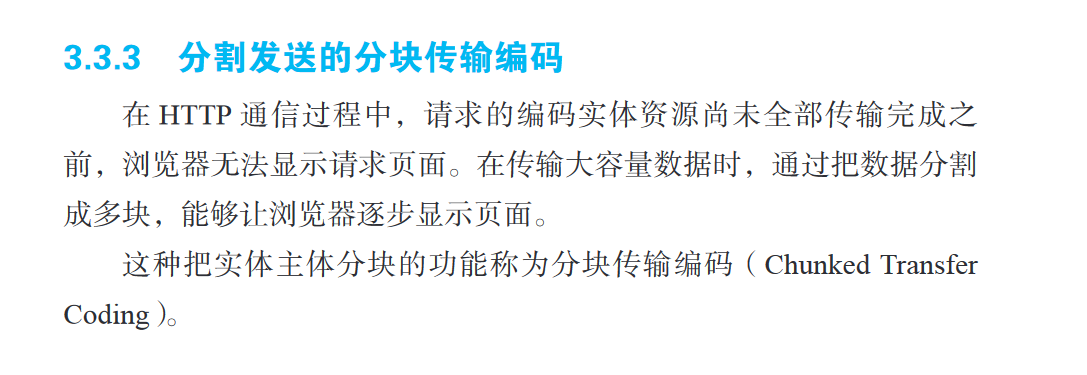 3.3.3 分割发送的分块传输编码
在 HTTP 通信过程中，请求的编码实体资源尚未全部传输完成之
前，浏览器无法显示请求页面。在传输大容量数据时，通过把数据分割
成多块，能够让浏览器逐步显示页面。
这种把实体主体分块的功能称为分块传输编码（Chunked Transfer
Coding）。